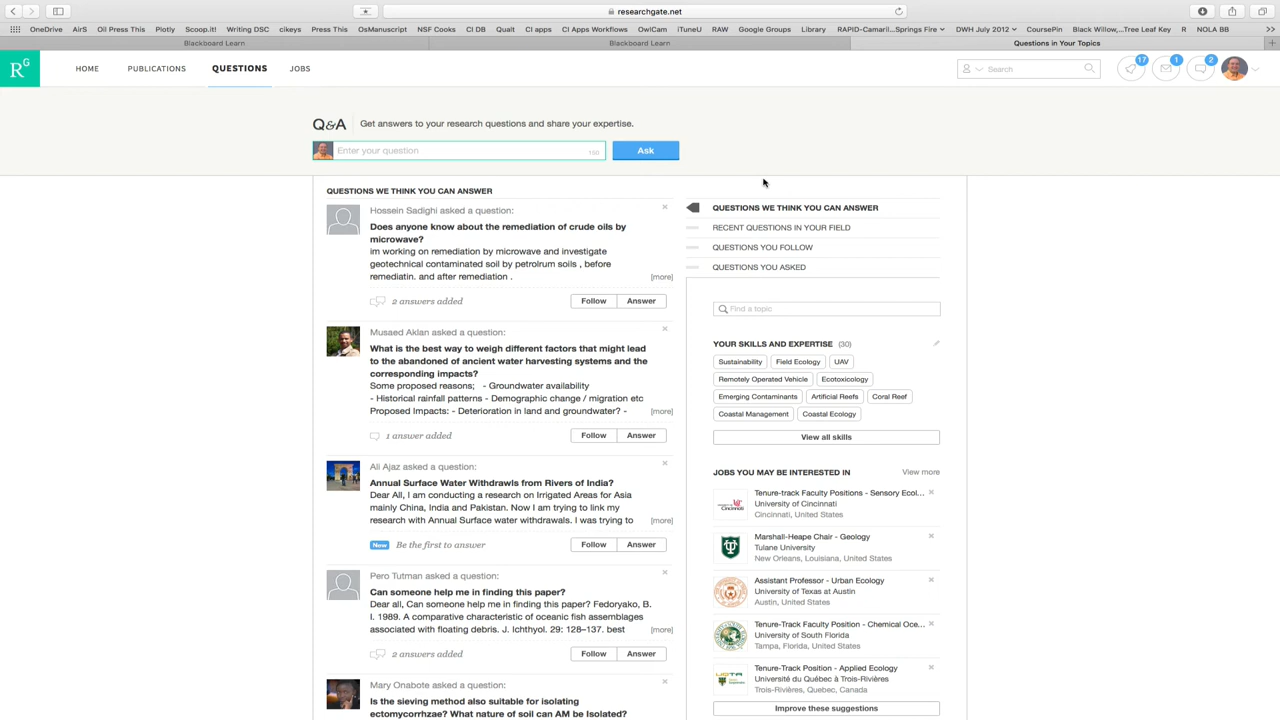 researchgate.net
OneDrive AirS Oll Press This Plotly Scoop.it! Writing DSC cikeys Press This OsManuscript NSF Cooks CI DB Qualt CI apps CI Apps Workflows OwlCam iTuneU RAW Google Groups Library RAPID-Camaril...Springs Fire DWH July 2012 CoursePin Black Willow,...Tree Leaf Key R NOLA BB
Blackboard Learn Blackboard Learn Questions in Your Topics
RG HOME PUBLICATIONS QUESTIONS JOBS Search 17 1 2
Q&A Get answers to your research questions and share your expertise.
Enter your question 150 Ask
QUESTIONS WE THINK YOU CAN ANSWER
Hossein Sadighi asked a question:
Does anyone know about the remediation of crude oils by
microwave?
im working on remediation by microwave and investigate
geotechnical contaminated soil by petrolrum soils , before
remediatin. and after remediation . [more]
2 answers added Follow Answer
Musaed Aklan asked a question:
What is the best way to weigh different factors that might lead
to the abandoned of ancient water harvesting systems and the
corresponding impacts?
Some proposed reasons; - Groundwater availability
- Historical rainfall patterns - Demographic change / migration etc
Proposed Impacts: - Deterioration in land and groundwater? - [more]
1 answer added Follow Answer
Ali Ajaz asked a question:
Annual Surface Water Withdrawls from Rivers of India?
Dear All, I am conducting a research on Irrigated Areas for Asia
mainly China, India and Pakistan. Now I am trying to link my
research with Annual Surface water withdrawals. I was trying to [more]
New Be the first to answer Follow Answer
Pero Tutman asked a question:
Can someone help me in finding this paper?
Dear all, Can someone help me in finding this paper? Fedoryako, B.
I. 1989. A comparative characteristic of oceanic fish assemblages
associated with floating debris. J. Ichthyol. 29: 128–137. best [more]
2 answers added Follow Answer
Mary Onabote asked a question:
Is the sieving method also suitable for isolating
ectomycorrhzae? What nature of soil can AM be Isolated?
QUESTIONS WE THINK YOU CAN ANSWER
RECENT QUESTIONS IN YOUR FIELD
QUESTIONS YOU FOLLOW
QUESTIONS YOU ASKED
Find a topic
YOUR SKILLS AND EXPERTISE (30)
Sustainability Field Ecology UAV
Remotely Operated Vehicle Ecotoxicology
Emerging Contaminants Artificial Reefs Coral Reef
Coastal Management Coastal Ecology
View all skills
JOBS YOU MAY BE INTERESTED IN View more
Tenure-track Faculty Positions - Sensory Ecol...
University of Cincinnati
Cincinnati, United States
Marshall-Heape Chair - Geology
Tulane University
New Orleans, Louisiana, United States
Assistant Professor - Urban Ecology
University of Texas at Austin
Austin, United States
Tenure-Track Faculty Position - Chemical Oce...
University of South Florida
Tampa, Florida, United States
Tenure-Track Position - Applied Ecology
Université du Québec à Trois-Rivières
Trois-Rivières, Quebec, Canada
Improve these suggestions